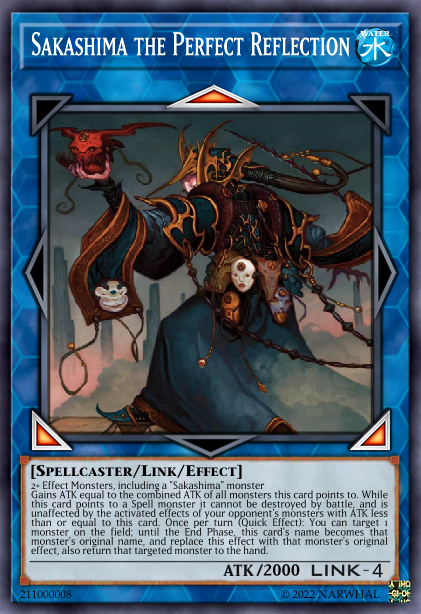 Sakashima the Perfect Reflection
WATER
水
[Spellcaster/Link/Effect]
2+ Effect Monsters, including a "Sakashima" monster
Gains ATK equal to the combined ATK of all monsters this card points to. While
this card points to a Spell monster it cannot be destroyed by battle, and is
unaffected by the activated effects of your opponent's monsters with ATK less
than or equal to this card. Once per turn (Quick Effect): You can target 1
monster on the field; until the End Phase, this card's name becomes that
monster's original name, and replace this effect with that monster's original
effect, also return that targeted monster to the hand.
ATK/2000 LINK-4
211000008 ©2022 NARWHAL